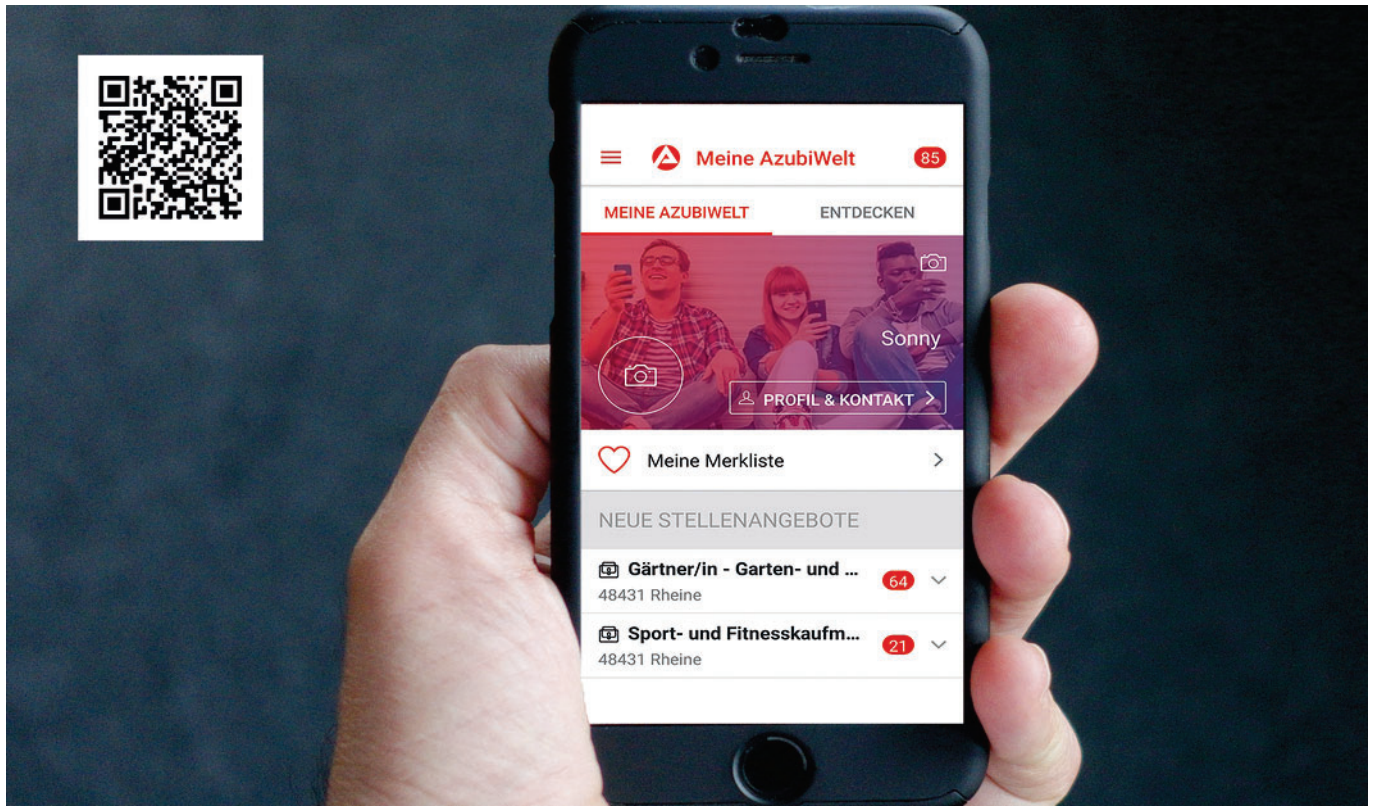 Meine AzubiWelt
85
MEINE AZUBIWELT
ENTDECKEN
Sonny
PROFIL & KONTAKT
Meine Merkliste
NEUE STELLENANGEBOTE
Gärtner/in - Garten- und ...
64
48431 Rheine
Sport- und Fitnesskaufm...
21
48431 Rheine